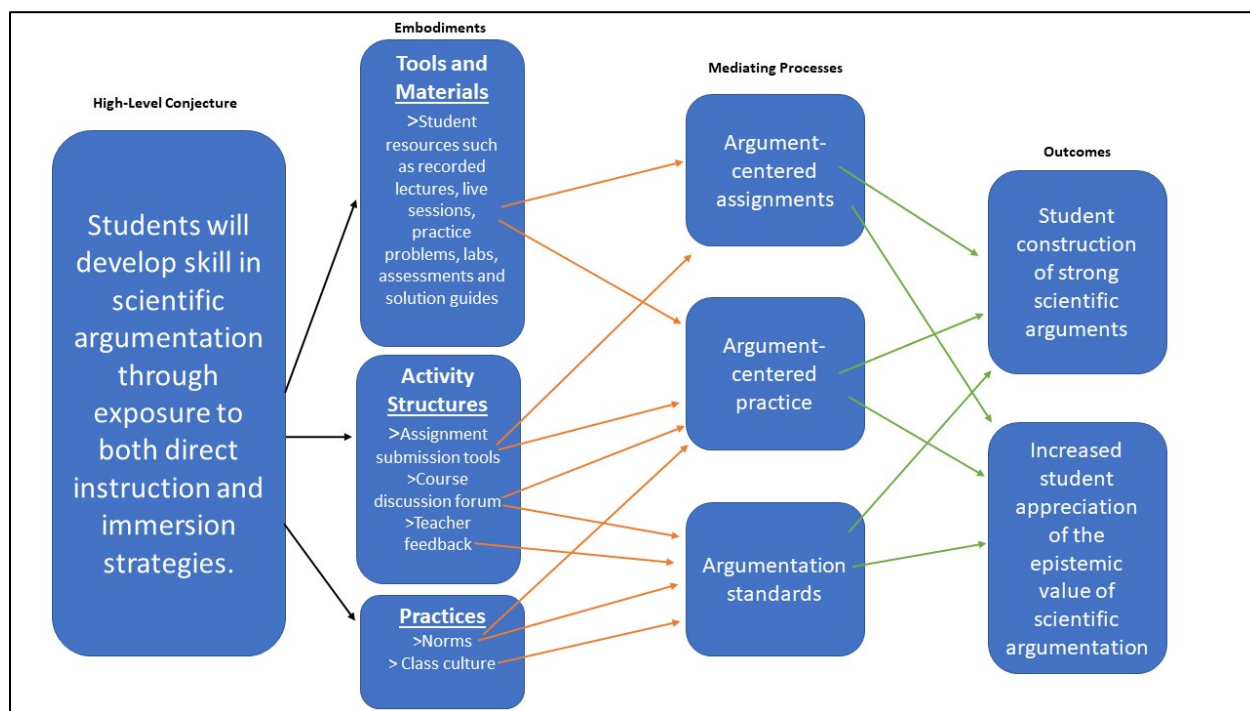 High-Level Conjecture
Students will
develop skill in
scientific
argumentation
through
exposure to
both direct
instruction and
immersion
strategies.
Embodiments
Tools and
Materials
>Student
resources such
as recorded
lectures, live
sessions,
practice
problems, labs,
assessments and
solution guides
Activity
Structures
>Assignment
submission tools
>Course
discussion forum
>Teacher
feedback
Practices
>Norms
> Class culture
Mediating Processes
Argument-
centered
assignments
Argument-
centered
practice
Argumentation
standards
Outcomes
Student
construction
of strong
scientific
arguments
Increased
student
appreciation
of the
epistemic
value of
scientific
argumentation